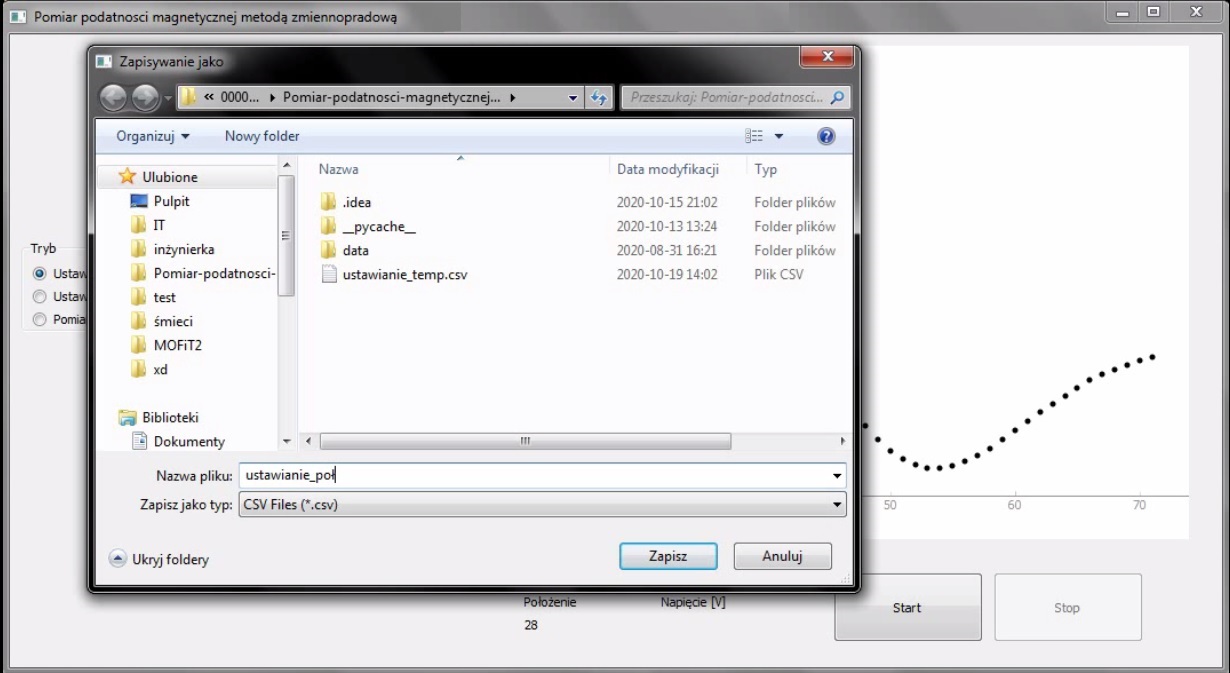 Pomiar podatnosci magnetycznej metodą zmiennopradową
Zapisywanie jako
« 0000... Pomiar-podatnosci-magnetycznej...
Przeszukaj: Pomiar-podatnosci...
Organizuj
Nowy folder
Ulubione
Pulpit
IT
inżynierka
Pomiar-podatnosci-
test
śmieci
MOFiT2
xd
Biblioteki
Dokumenty
Nazwa Data modyfikacji Typ
.idea 2020-10-15 21:02 Folder plików
__pycache__ 2020-10-13 13:24 Folder plików
data 2020-08-31 16:21 Folder plików
ustawianie_temp.csv 2020-10-19 14:02 Plik CSV
Tryb
Ustaw
Ustaw
Pomia
Nazwa pliku: ustawianie_poł
Zapisz jako typ: CSV Files (*.csv)
Ukryj foldery
Zapisz
Anuluj
50 60 70
Położenie Napięcie [V]
28
Start
Stop